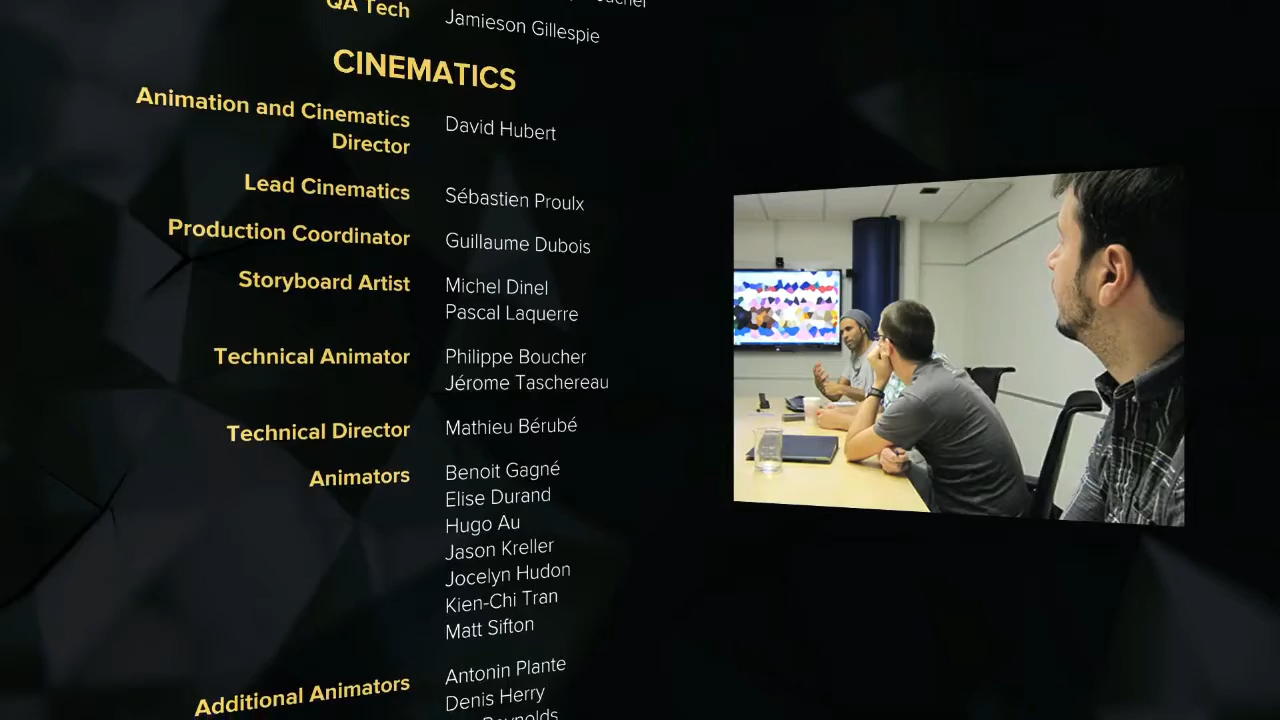 QA Tech
Jamieson Gillespie
CINEMATICS
Animation and Cinematics
Director
David Hubert
Lead Cinematics
Sébastien Proulx
Production Coordinator
Guillaume Dubois
Storyboard Artist
Michel Dinel
Pascal Laquerre
Technical Animator
Philippe Boucher
Jérome Taschereau
Technical Director
Mathieu Bérubé
Animators
Benoit Gagné
Elise Durand
Hugo Au
Jason Kreller
Jocelyn Hudon
Kien-Chi Tran
Matt Sifton
Additional Animators
Antonin Plante
Denis Herry
Reynolds